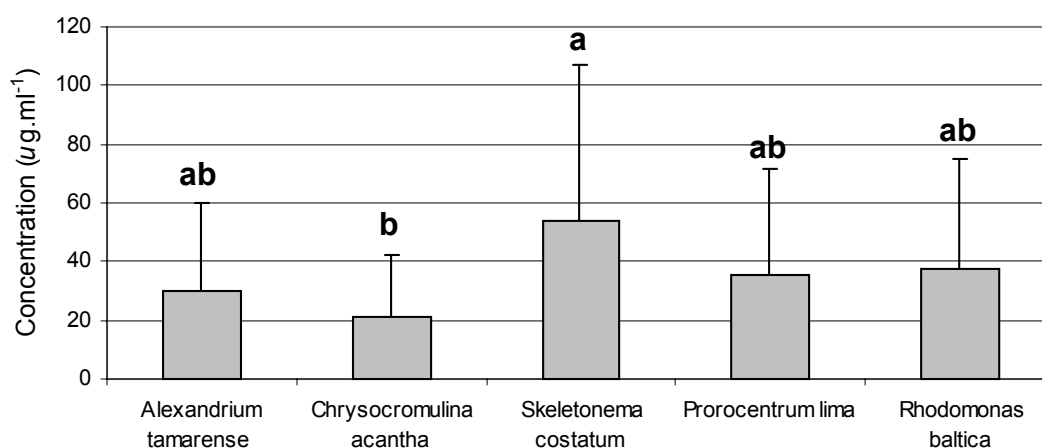 Concentration (µg.ml⁻¹)
120
100
80
60
40
20
0
ab
b
a
ab
ab
Alexandrium
tamarense
Chrysocromulina
acantha
Skeletonema
costatum
Prorocentrum lima
Rhodomonas
baltica